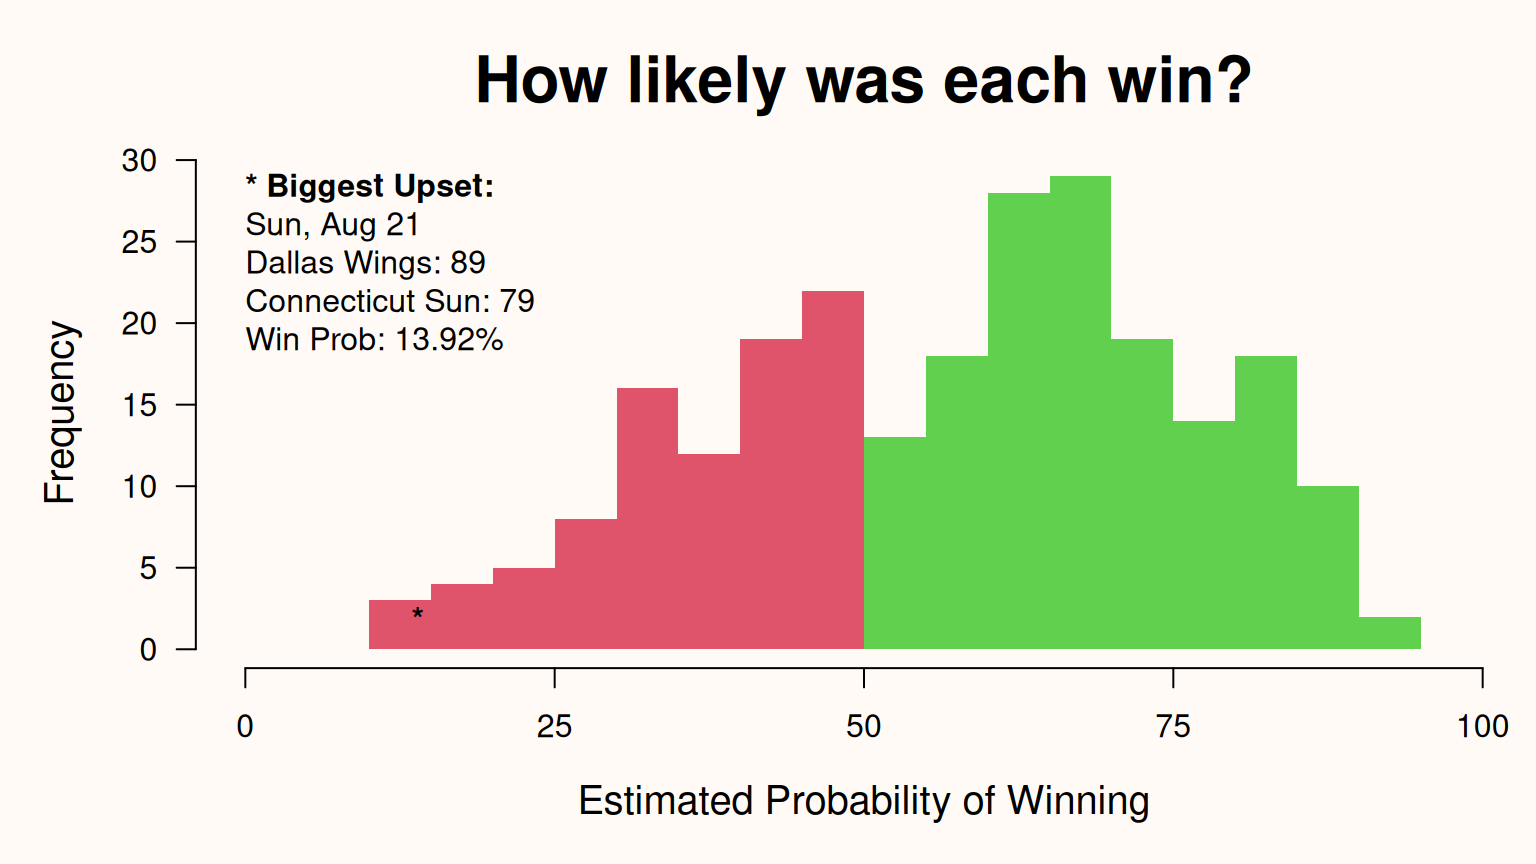 How likely was each win?
* Biggest Upset:
Sun, Aug 21
Dallas Wings: 89
Connecticut Sun: 79
Win Prob: 13.92%
Frequency
30
25
20
15
10
5
0
*
0 25 50 75 100
Estimated Probability of Winning